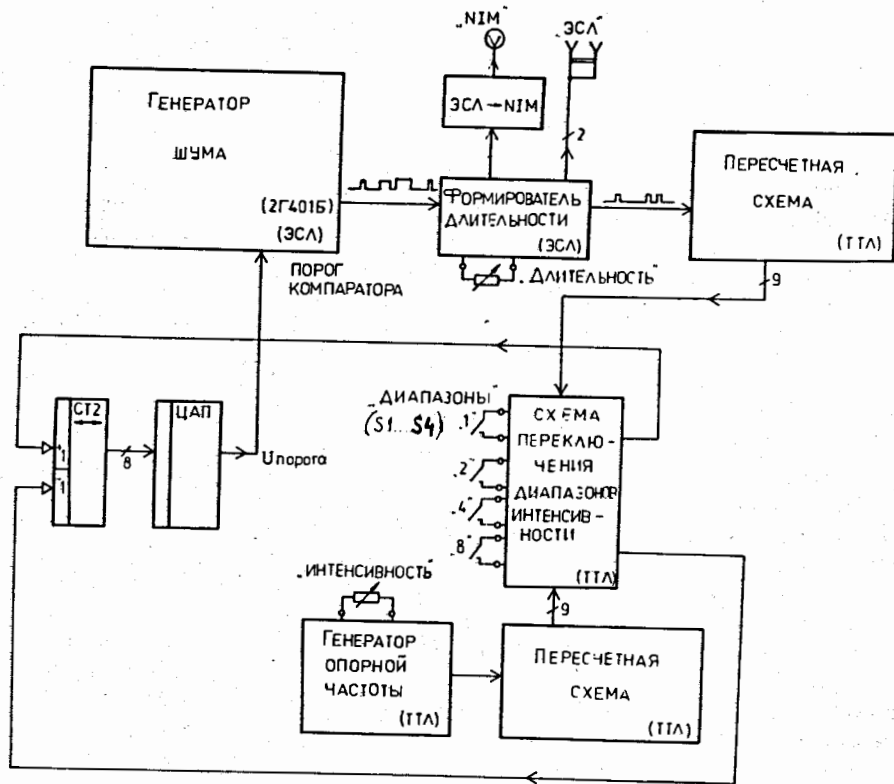 „NIM"
„ЭСЛ"
ГЕНЕРАТОР
ШУМА
(2Г401Б)
(ЭСЛ)
ЭСЛ→NIM
2
ФОРМИРОВАТЕЛЬ
ДЛИТЕЛЬНОСТИ
(ЭСЛ)
„ДЛИТЕЛЬНОСТЬ"
ПЕРЕСЧЕТНАЯ
СХЕМА
(ТТЛ)
9
ПОРОГ
КОМПАРАТОРА
СТ2
+1
-1
8
ЦАП
Uпорога
„ДИАПАЗОНЫ"
(S1...S4)
„1"
„2"
„4"
„8"
СХЕМА
ПЕРЕКЛЮ-
ЧЕНИЯ
ДИАПАЗОНОВ
ИНТЕНСИВ-
НОСТИ
(ТТЛ)
9
„ИНТЕНСИВНОСТЬ"
ГЕНЕРАТОР
ОПОРНОЙ
ЧАСТОТЫ
(ТТЛ)
ПЕРЕСЧЕТНАЯ
СХЕМА
(ТТЛ)